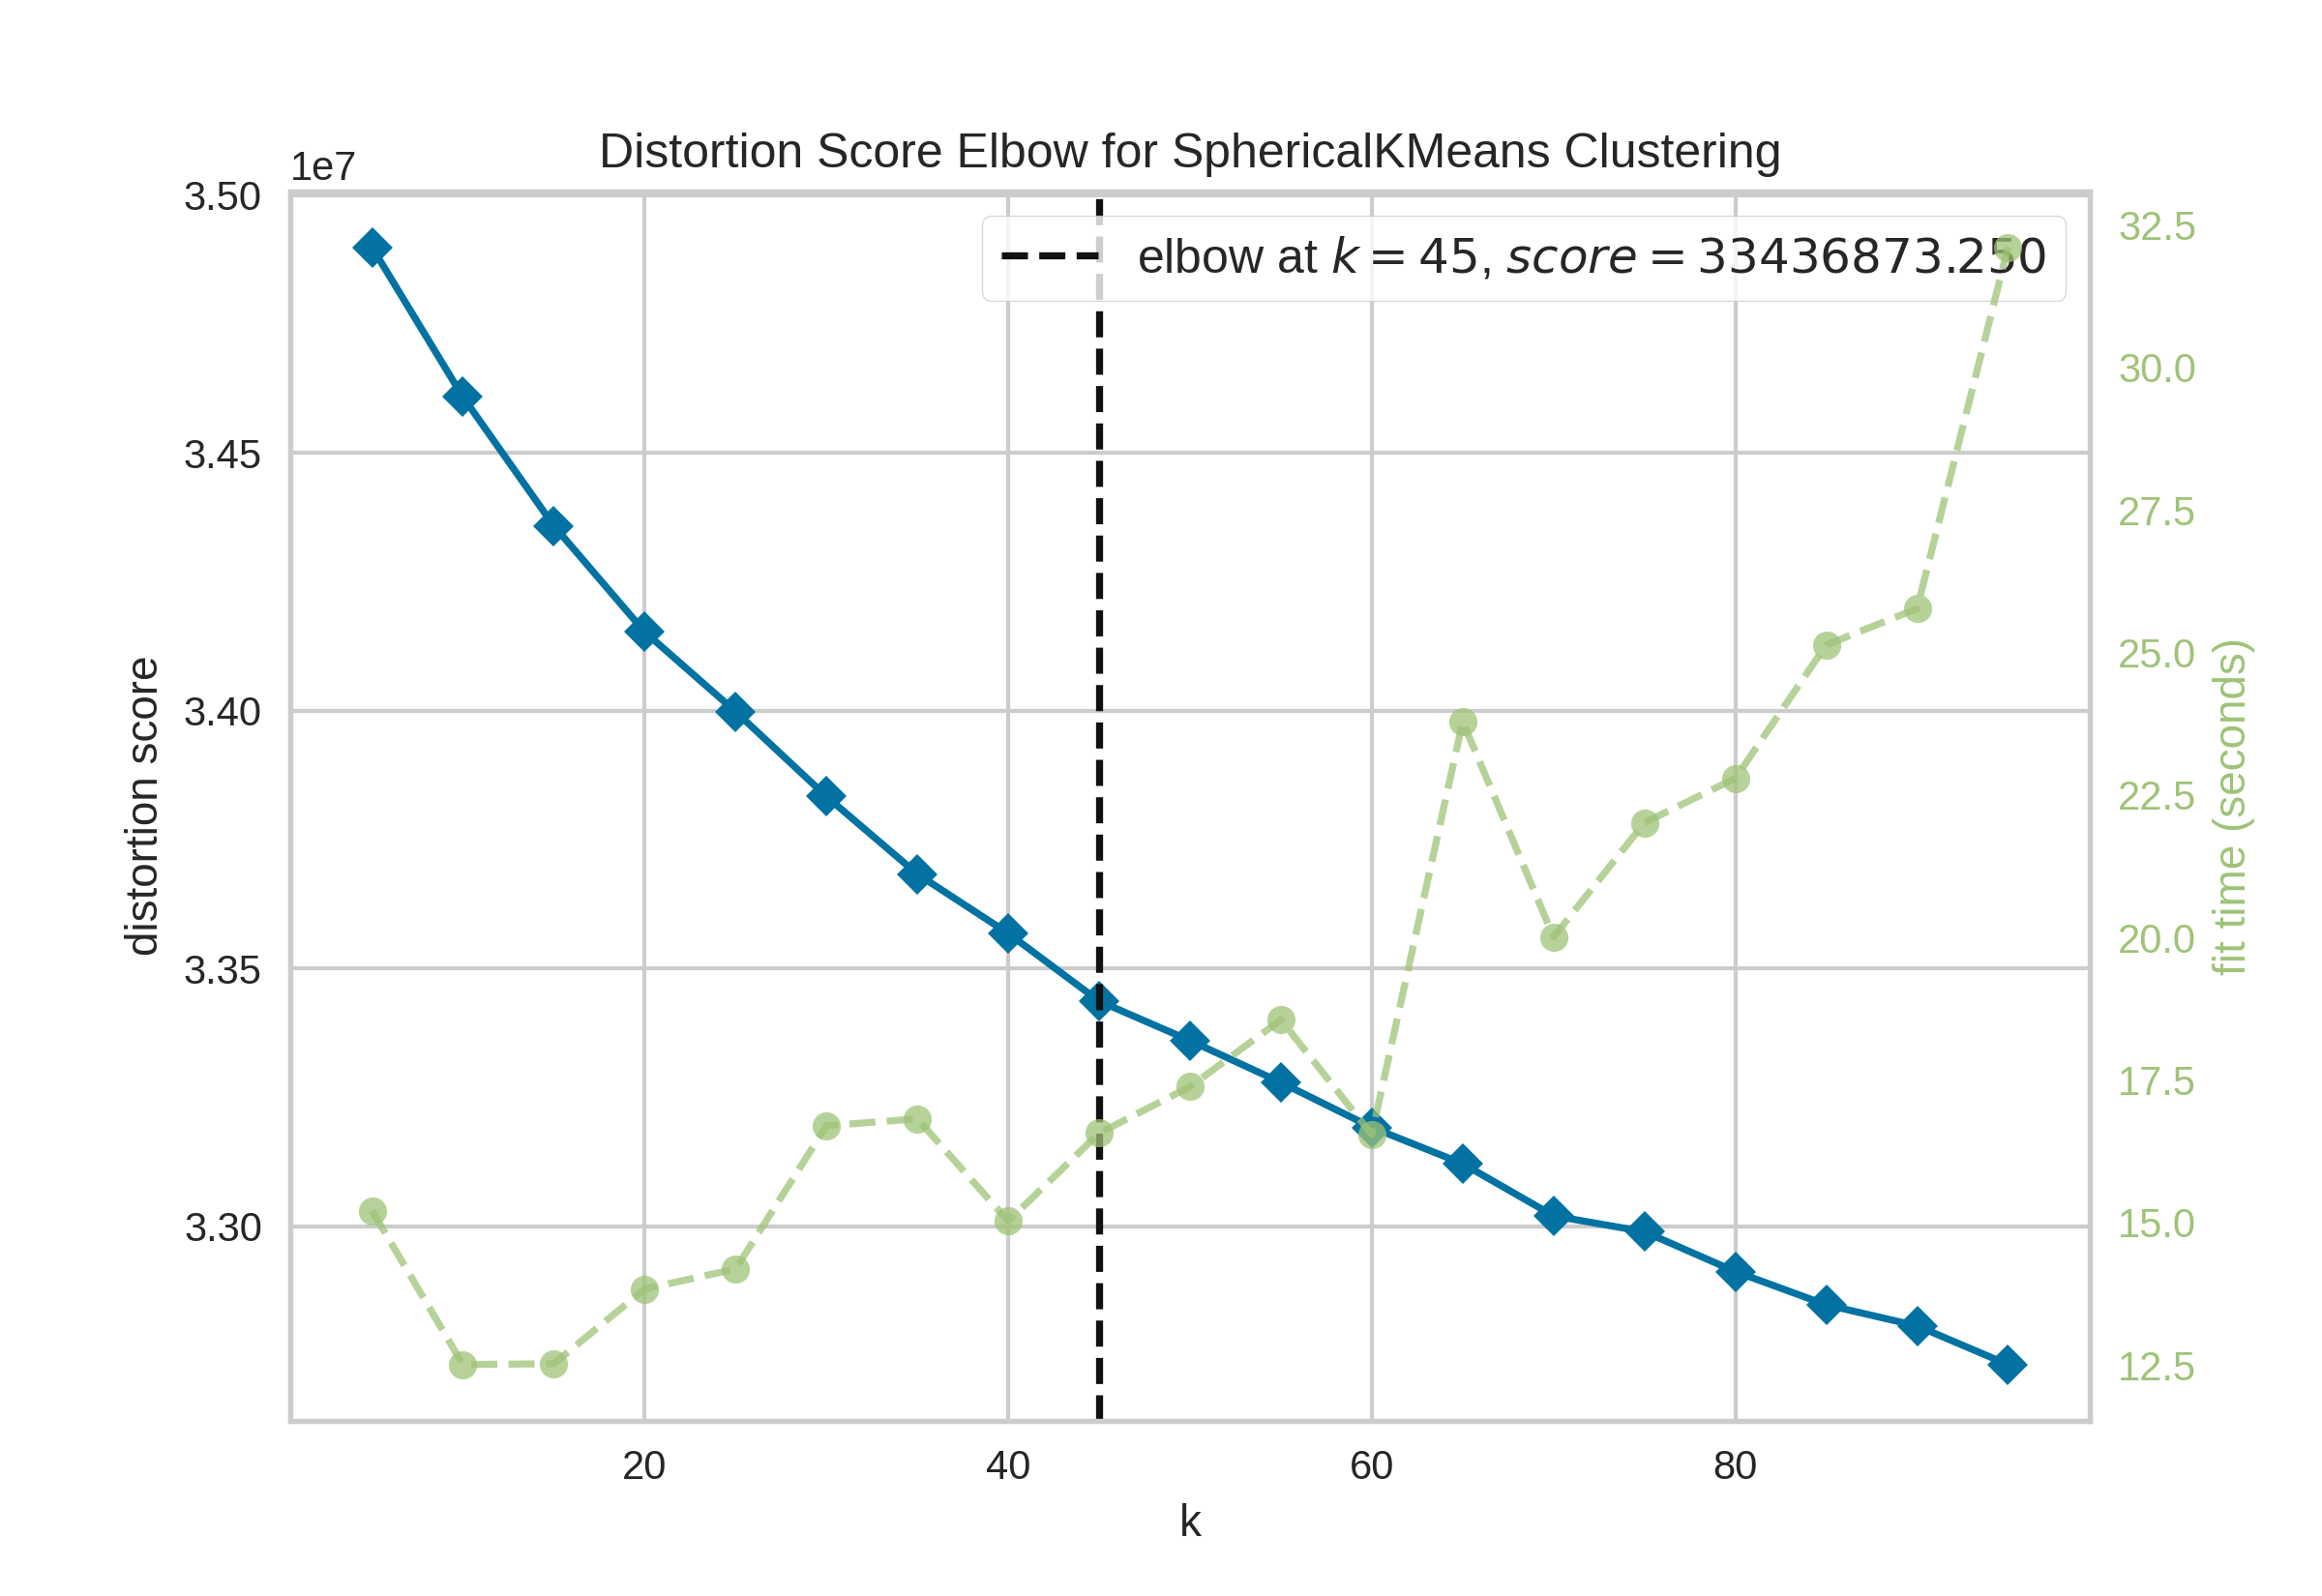 Distortion Score Elbow for SphericalKMeans Clustering
1e7
elbow at k = 45, score = 33436873.250
3.50
3.45
3.40
3.35
3.30
distortion score
32.5
30.0
27.5
25.0
22.5
20.0
17.5
15.0
12.5
fit time (seconds)
20 40 60 80
k